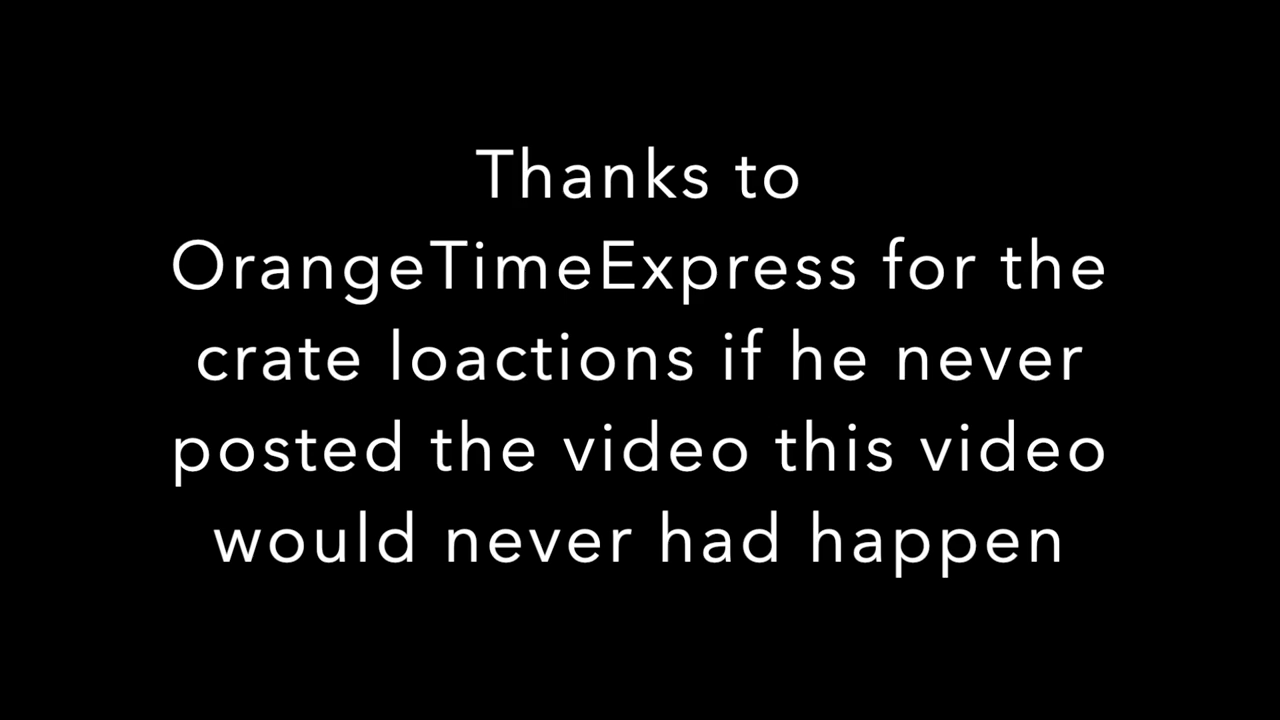 Thanks to
OrangeTimeExpress for the
crate loactions if he never
posted the video this video
would never had happen